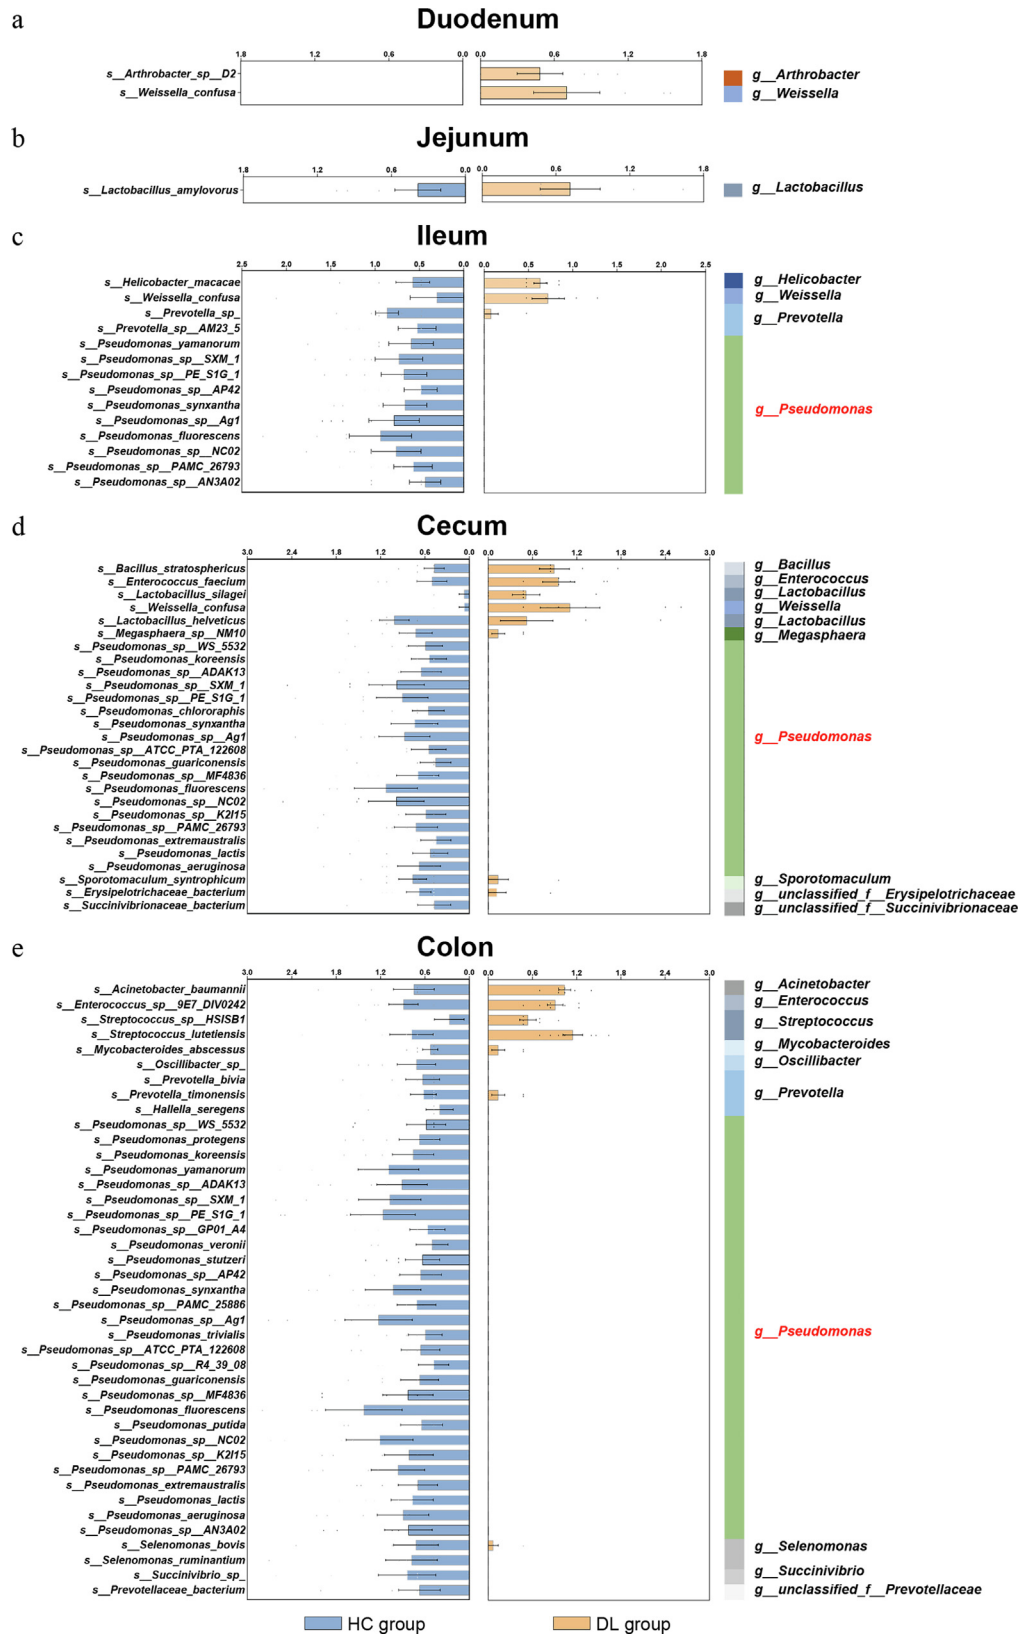 a
Duodenum
1.8 1.2 0.6 0.0 0.0 0.6 1.2 1.8
s__Arthrobacter_sp__D2 g__Arthrobacter
s__Weissella_confusa g__Weissella
b
Jejunum
1.8 1.2 0.6 0.0 0.0 0.6 1.2 1.8
s__Lactobacillus_amylovorus g__Lactobacillus
c
Ileum
2.5 2.0 1.5 1.0 0.5 0.0 0.0 0.5 1.0 1.5 2.0 2.5
s__Helicobacter_macacae g__Helicobacter
s__Weissella_confusa g__Weissella
s__Prevotella_sp_ g__Prevotella
s__Prevotella_sp__AM23_5
s__Pseudomonas_yamanorum
s__Pseudomonas_sp__SXM_1
s__Pseudomonas_sp__PE_S1G_1
s__Pseudomonas_sp__AP42
s__Pseudomonas_synxantha g__Pseudomonas
s__Pseudomonas_sp__Ag1
s__Pseudomonas_fluorescens
s__Pseudomonas_sp__NC02
s__Pseudomonas_sp__PAMC_26793
s__Pseudomonas_sp__AN3A02
d
Cecum
3.0 2.4 1.8 1.2 0.6 0.0 0.0 0.6 1.2 1.8 2.4 3.0
s__Bacillus_stratosphericus g__Bacillus
s__Enterococcus_faecium g__Enterococcus
s__Lactobacillus_silagei g__Lactobacillus
s__Weissella_confusa g__Weissella
s__Lactobacillus_helveticus g__Lactobacillus
s__Megasphaera_sp__NM10 g__Megasphaera
s__Pseudomonas_sp__WS_5532
s__Pseudomonas_koreensis
s__Pseudomonas_sp__ADAK13
s__Pseudomonas_sp__SXM_1
s__Pseudomonas_sp__PE_S1G_1
s__Pseudomonas_chlororaphis
s__Pseudomonas_synxantha
s__Pseudomonas_sp__Ag1 g__Pseudomonas
s__Pseudomonas_sp__ATCC_PTA_122608
s__Pseudomonas_guariconensis
s__Pseudomonas_sp__MF4836
s__Pseudomonas_fluorescens
s__Pseudomonas_sp__NC02
s__Pseudomonas_sp__K2I15
s__Pseudomonas_sp__PAMC_26793
s__Pseudomonas_extremaustralis
s__Pseudomonas_lactis
s__Pseudomonas_aeruginosa
s__Sporotomaculum_syntrophicum g__Sporotomaculum
s__Erysipelotrichaceae_bacterium g__unclassified_f__Erysipelotrichaceae
s__Succinivibrionaceae_bacterium g__unclassified_f__Succinivibrionaceae
e
Colon
3.0 2.4 1.8 1.2 0.6 0.0 0.0 0.6 1.2 1.8 2.4 3.0
s__Acinetobacter_baumannii g__Acinetobacter
s__Enterococcus_sp__9E7_DIV0242 g__Enterococcus
s__Streptococcus_sp__HSISB1 g__Streptococcus
s__Streptococcus_lutetiensis
s__Mycobacteroides_abscessus g__Mycobacteroides
s__Oscillibacter_sp_ g__Oscillibacter
s__Prevotella_bivia
s__Prevotella_timonensis g__Prevotella
s__Hallella_seregens
s__Pseudomonas_sp__WS_5532
s__Pseudomonas_protegens
s__Pseudomonas_koreensis
s__Pseudomonas_yamanorum
s__Pseudomonas_sp__ADAK13
s__Pseudomonas_sp__SXM_1
s__Pseudomonas_sp__PE_S1G_1
s__Pseudomonas_sp__GP01_A4
s__Pseudomonas_veronii
s__Pseudomonas_stutzeri
s__Pseudomonas_sp__AP42
s__Pseudomonas_synxantha
s__Pseudomonas_sp__PAMC_25886
s__Pseudomonas_sp__Ag1
s__Pseudomonas_trivialis g__Pseudomonas
s__Pseudomonas_sp__ATCC_PTA_122608
s__Pseudomonas_sp__R4_39_08
s__Pseudomonas_guariconensis
s__Pseudomonas_sp__MF4836
s__Pseudomonas_fluorescens
s__Pseudomonas_putida
s__Pseudomonas_sp__NC02
s__Pseudomonas_sp__K2I15
s__Pseudomonas_sp__PAMC_26793
s__Pseudomonas_extremaustralis
s__Pseudomonas_lactis
s__Pseudomonas_aeruginosa
s__Pseudomonas_sp__AN3A02
s__Selenomonas_bovis g__Selenomonas
s__Selenomonas_ruminantium
s__Succinivibrio_sp_ g__Succinivibrio
s__Prevotellaceae_bacterium g__unclassified_f__Prevotellaceae
HC group DL group